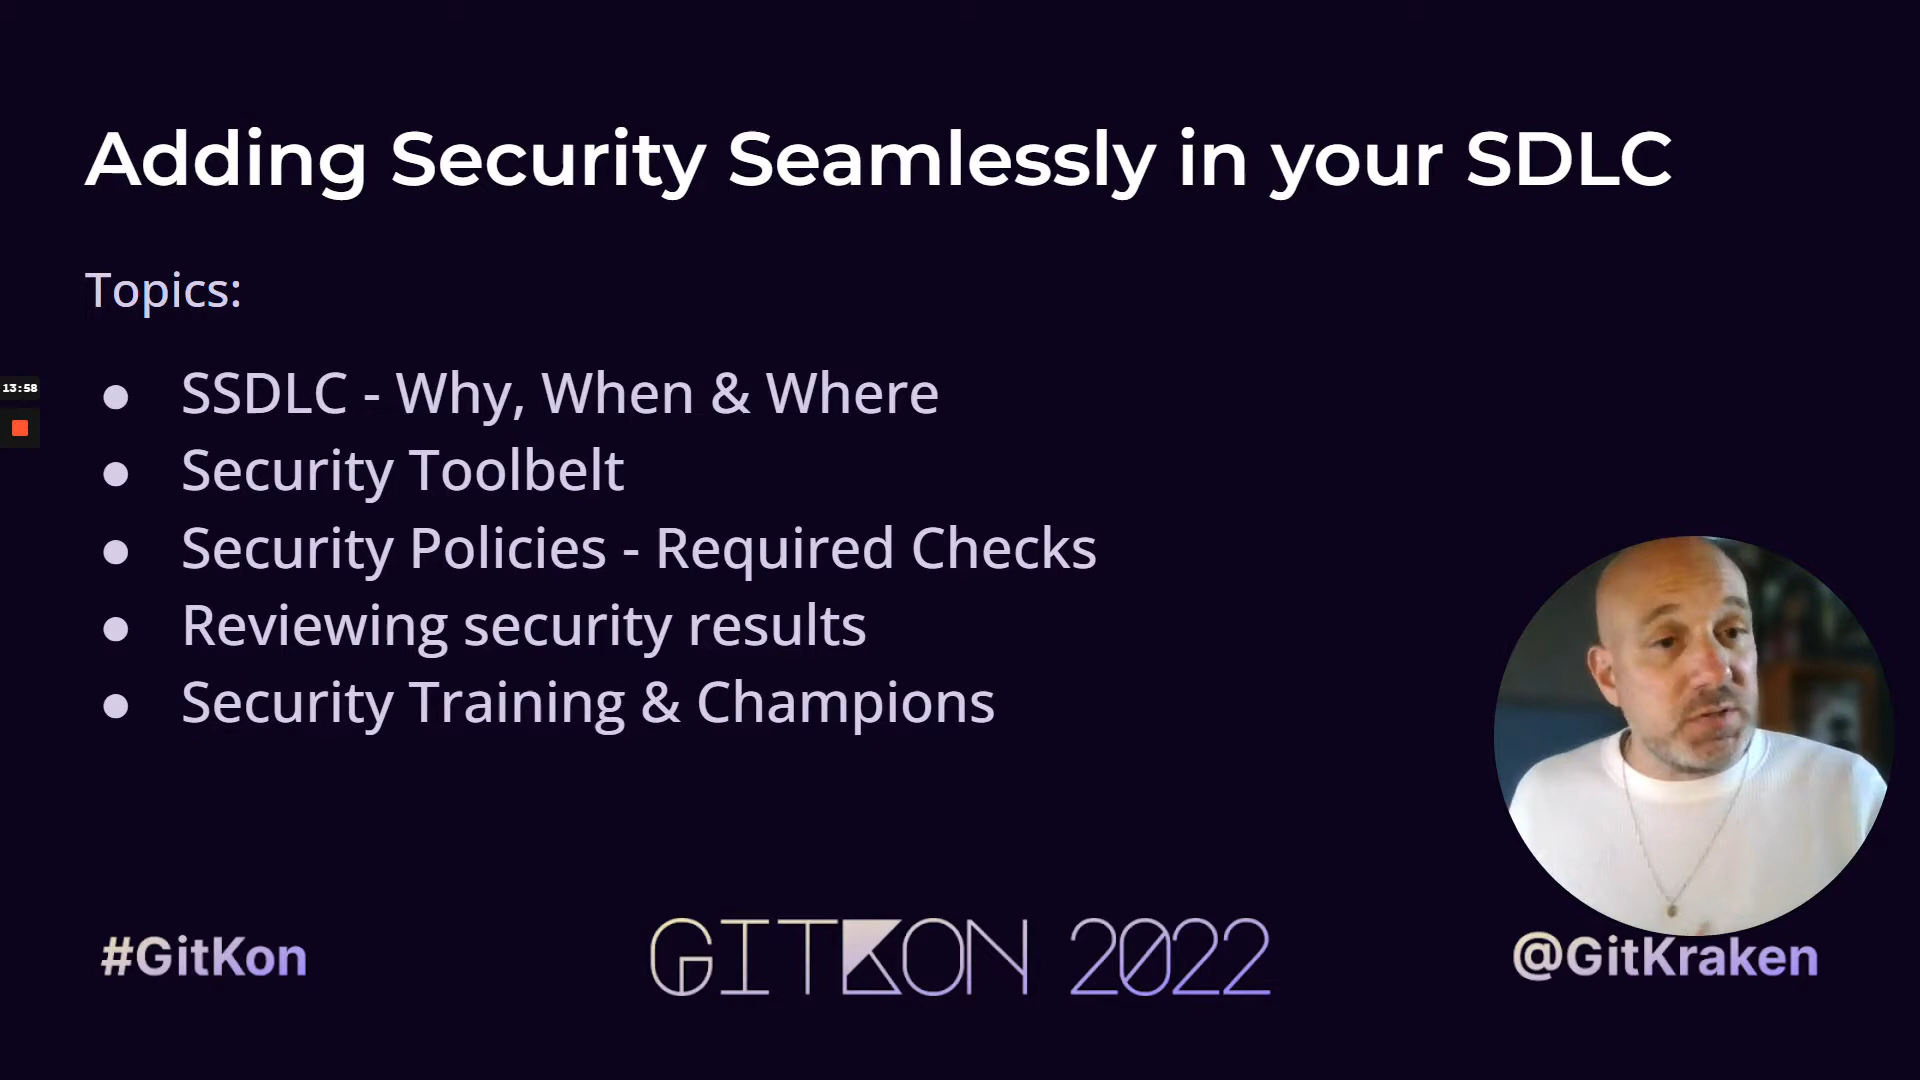 Adding Security Seamlessly in your SDLC
Topics:
● SSDLC - Why, When & Where
● Security Toolbelt
● Security Policies - Required Checks
● Reviewing security results
● Security Training & Champions
13:58
#GitKon
GITKON 2022
@GitKraken